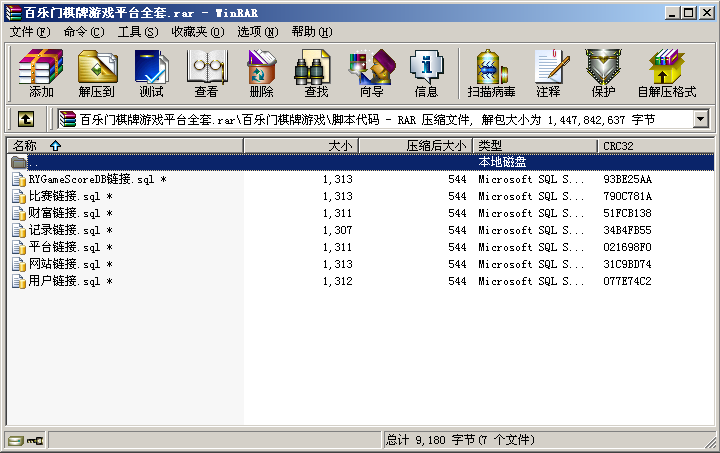 百乐门棋牌游戏平台全套.rar - WinRAR
文件(F) 命令(C) 工具(S) 收藏夹(O) 选项(N) 帮助(H)
添加 解压到 测试 查看 删除 查找 向导 信息 扫描病毒 注释 保护 自解压格式
百乐门棋牌游戏平台全套.rar\百乐门棋牌游戏\脚本代码 - RAR 压缩文件, 解包大小为 1,447,842,637 字节
名称 大小 压缩后大小 类型 CRC32
.. 本地磁盘
RYGameScoreDB链接.sql * 1,313 544 Microsoft SQL S... 93BE25AA
比赛链接.sql * 1,313 544 Microsoft SQL S... 790C781A
财富链接.sql * 1,311 544 Microsoft SQL S... 51FCB138
记录链接.sql * 1,307 544 Microsoft SQL S... 34B4FB55
平台链接.sql * 1,311 544 Microsoft SQL S... 021698F0
网站链接.sql * 1,313 544 Microsoft SQL S... 31C9BD74
用户链接.sql * 1,312 544 Microsoft SQL S... 077E74C2
总计 9,180 字节(7 个文件)